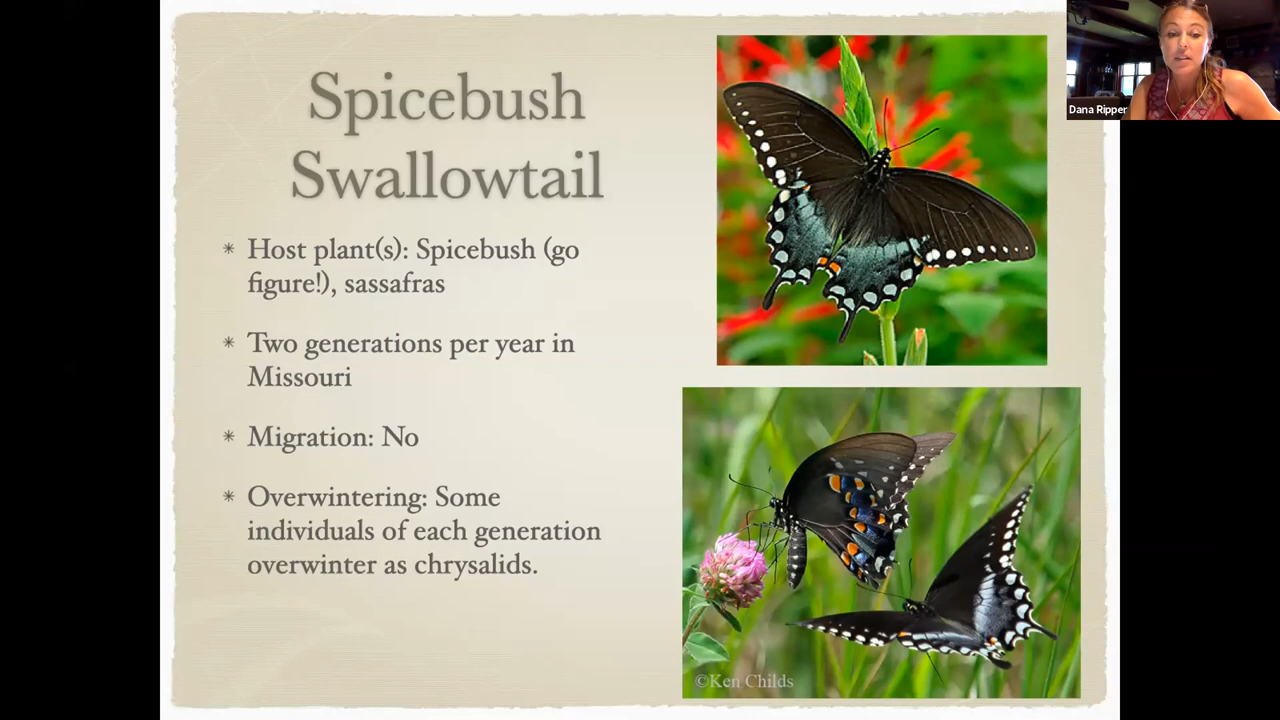 Spicebush
Swallowtail
* Host plant(s): Spicebush (go
figure!), sassafras
* Two generations per year in
Missouri
* Migration: No
* Overwintering: Some
individuals of each generation
overwinter as chrysalids.
©Ken Childs
Dana Ripper